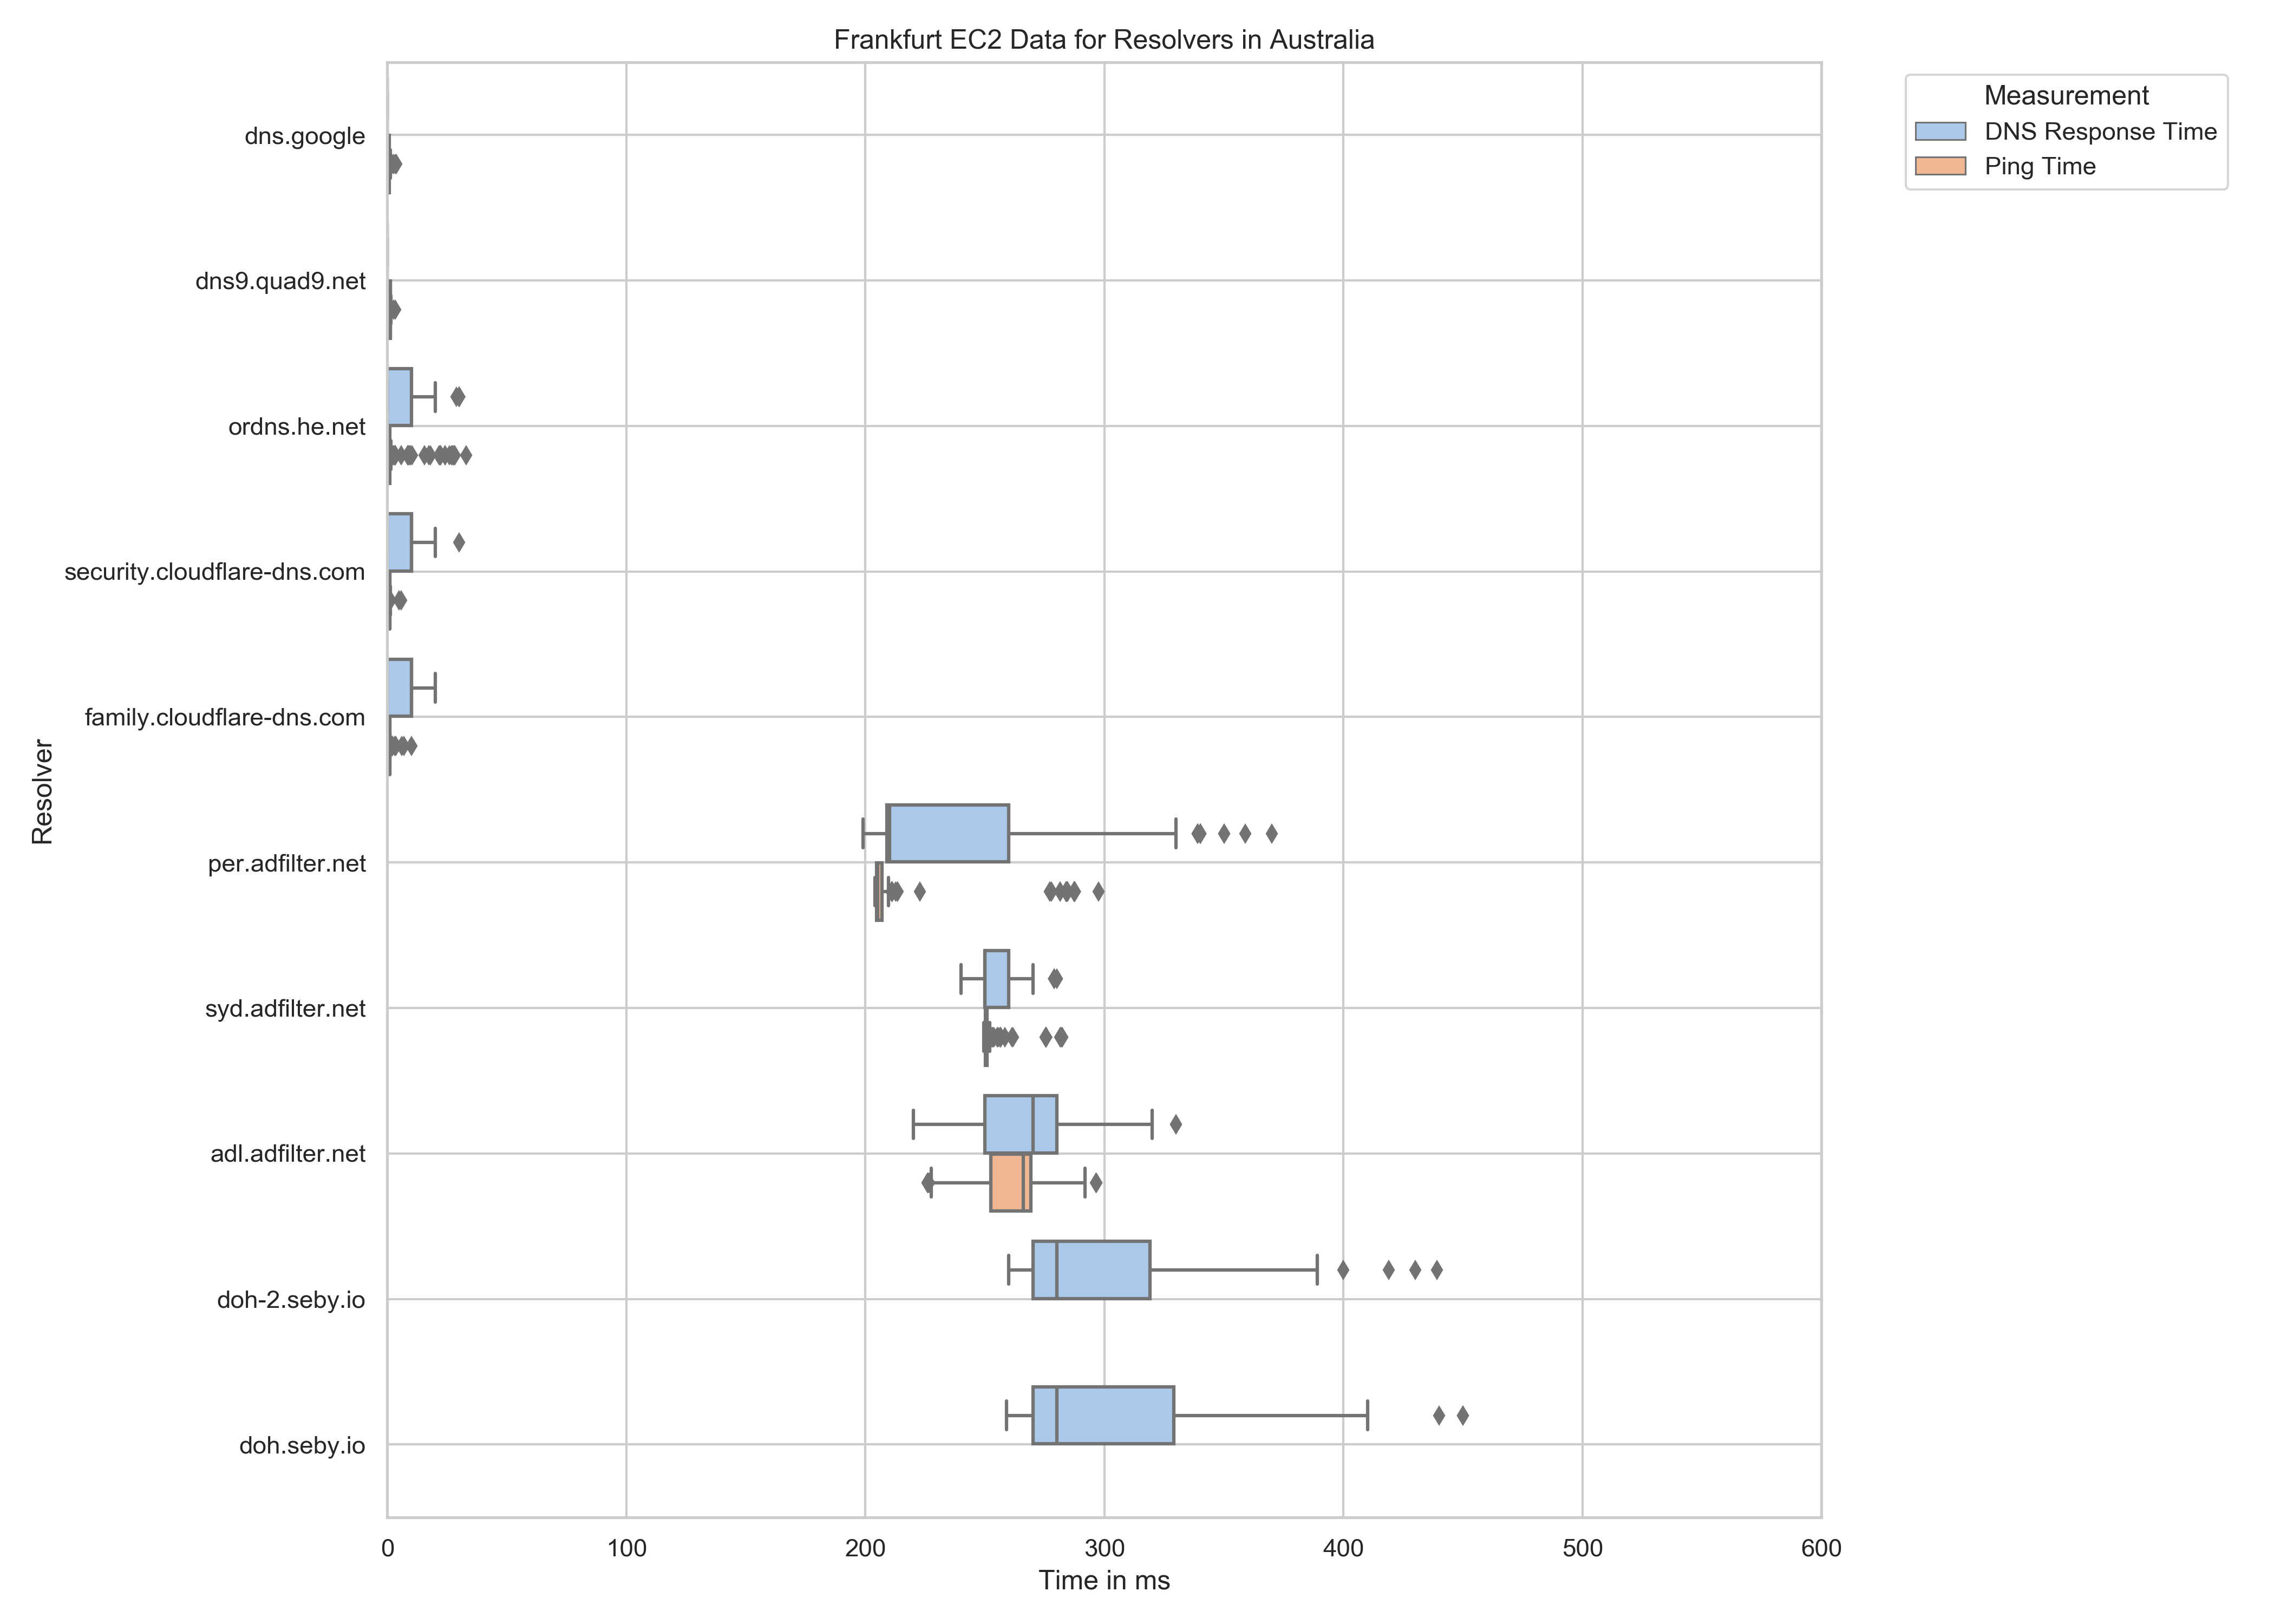 Frankfurt EC2 Data for Resolvers in Australia
Measurement
DNS Response Time
Ping Time
Resolver
dns.google
dns9.quad9.net
ordns.he.net
security.cloudflare-dns.com
family.cloudflare-dns.com
per.adfilter.net
syd.adfilter.net
adl.adfilter.net
doh-2.seby.io
doh.seby.io
0 100 200 300 400 500 600
Time in ms